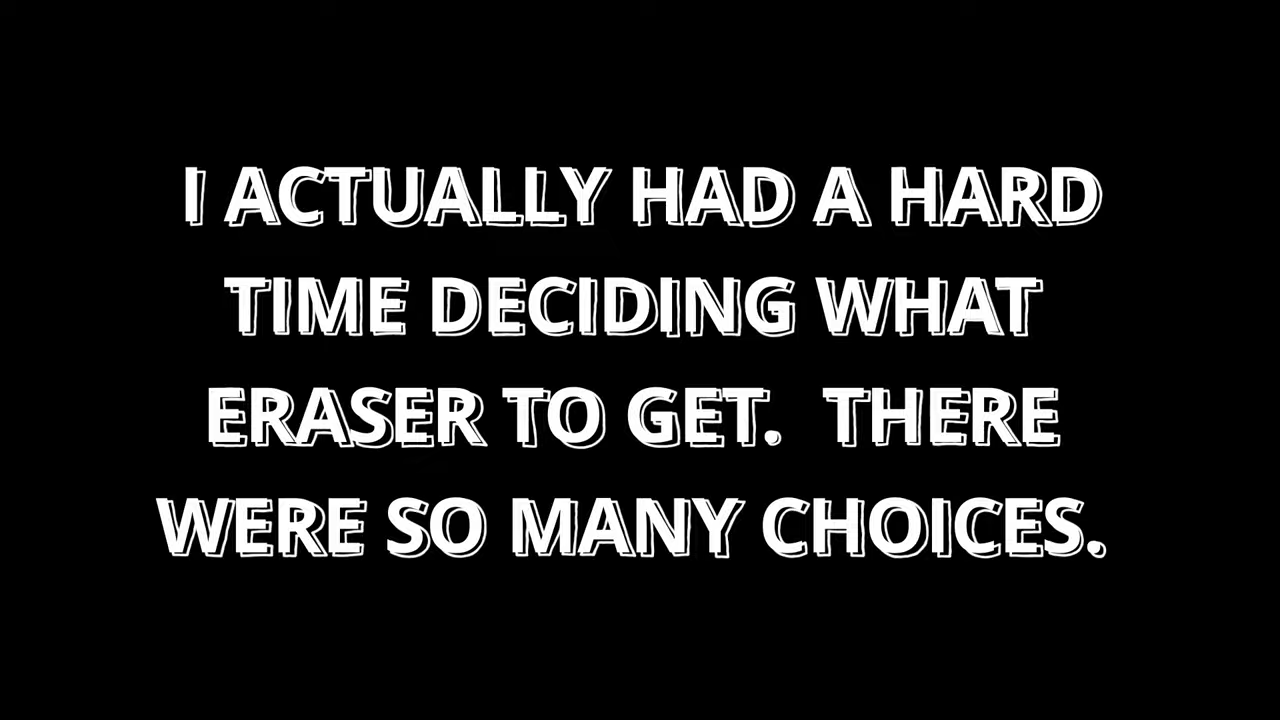 I ACTUALLY HAD A HARD
TIME DECIDING WHAT
ERASER TO GET.  THERE
WERE SO MANY CHOICES.